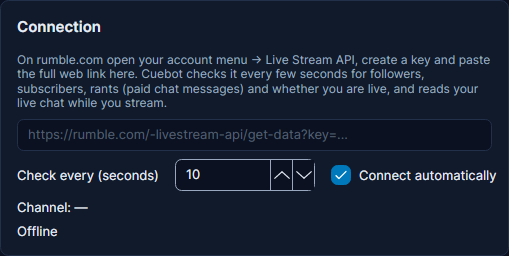 Connection
On rumble.com open your account menu → Live Stream API, create a key and paste
the full web link here. Cuebot checks it every few seconds for followers,
subscribers, rants (paid chat messages) and whether you are live, and reads your
live chat while you stream.
https://rumble.com/-livestream-api/get-data?key=...
Check every (seconds) 10 Connect automatically
Channel: —
Offline